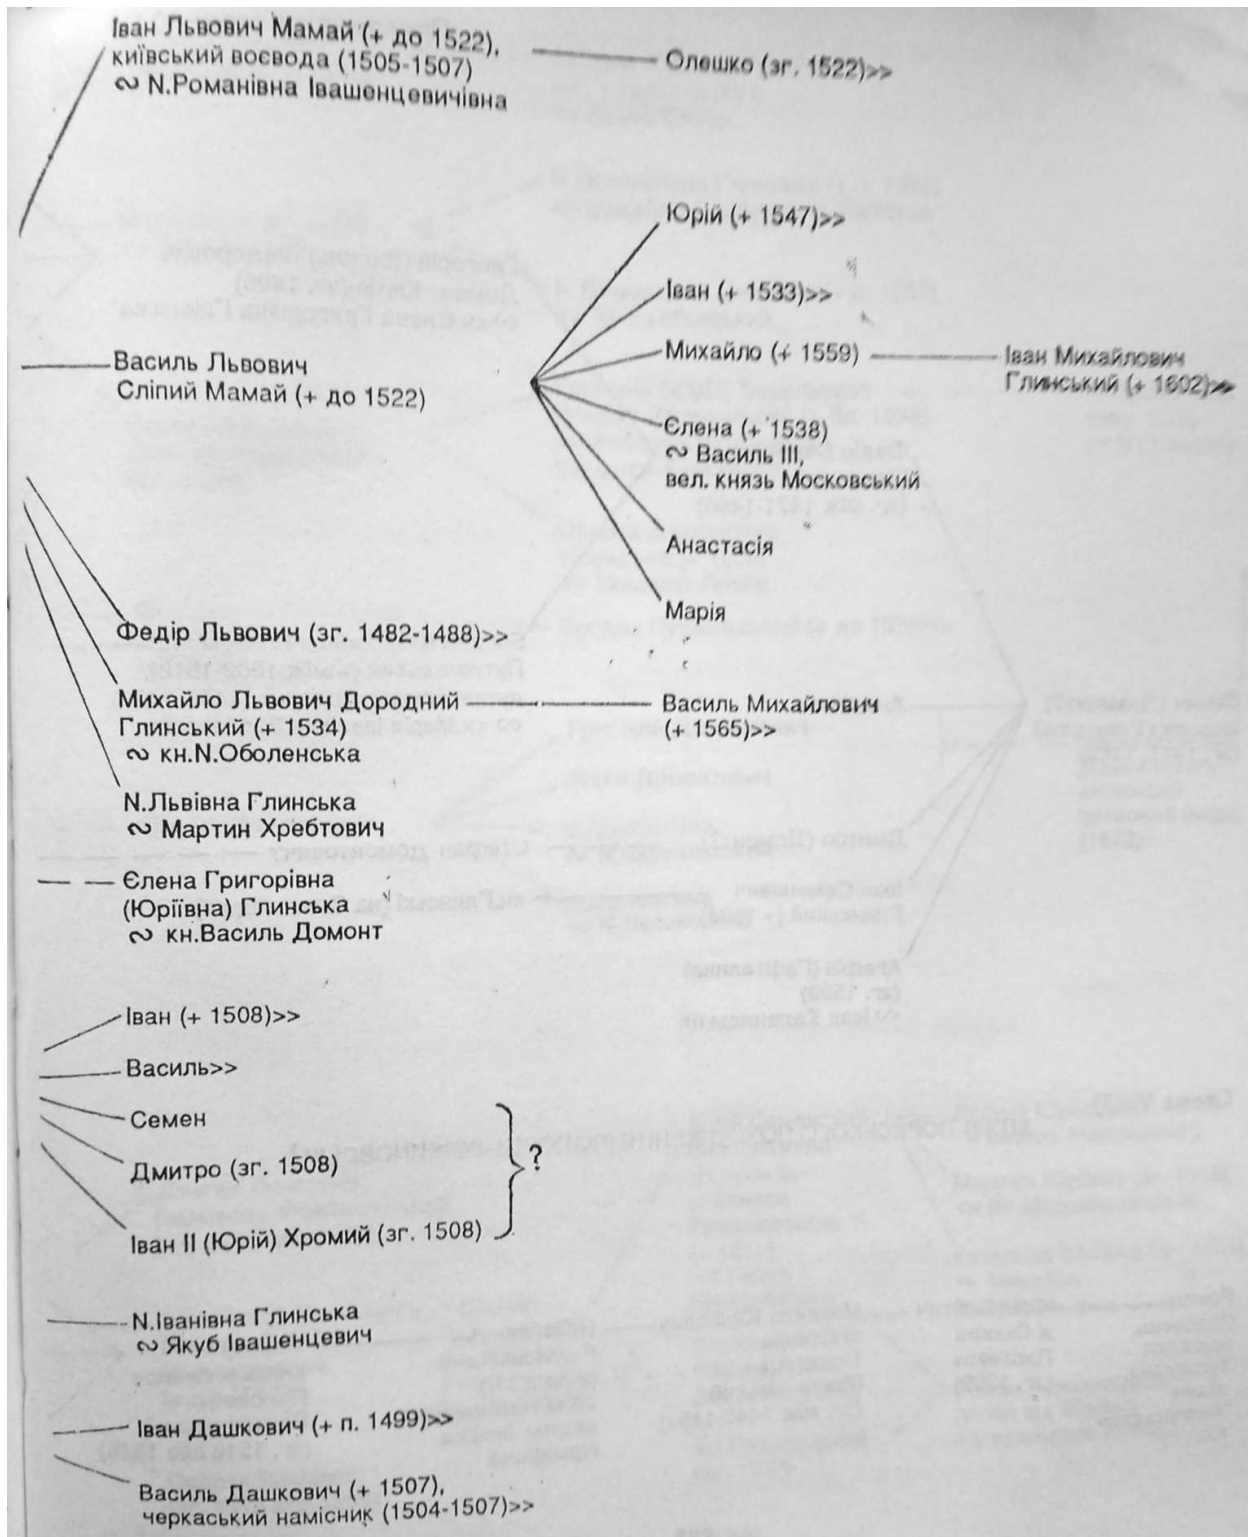 Іван Львович Мамай (+ до 1522),
київський воєвода (1505-1507)
∾ N.Романівна Івашенцевичівна
Олешко (зг. 1522)>>
Василь Львович
Сліпий Мамай (+ до 1522)
Юрій (+ 1547)>>
Іван (+ 1533)>>
Михайло (+ 1559)
Іван Михайлович
Глинський (+ 1602)>>
Єлена (+ 1538)
∾ Василь III,
вел. князь Московський
Анастасія
Марія
Федір Львович (зг. 1482-1488)>>
Михайло Львович Дородний
Глинський (+ 1534)
∾ кн.N.Оболенська
Василь Михайлович
(+ 1565)>>
N.Львівна Глинська
∾ Мартин Хребтович
Єлена Григорівна
(Юріївна) Глинська
∾ кн.Василь Домонт
Іван (+ 1508)>>
Василь>>
Семен
Дмитро (зг. 1508)
Іван II (Юрій) Хромий (зг. 1508)
?
N.Іванівна Глинська
∾ Якуб Івашенцевич
Іван Дашкович (+ п. 1499)>>
Василь Дашкович (+ 1507),
черкаський намісник (1504-1507)>>